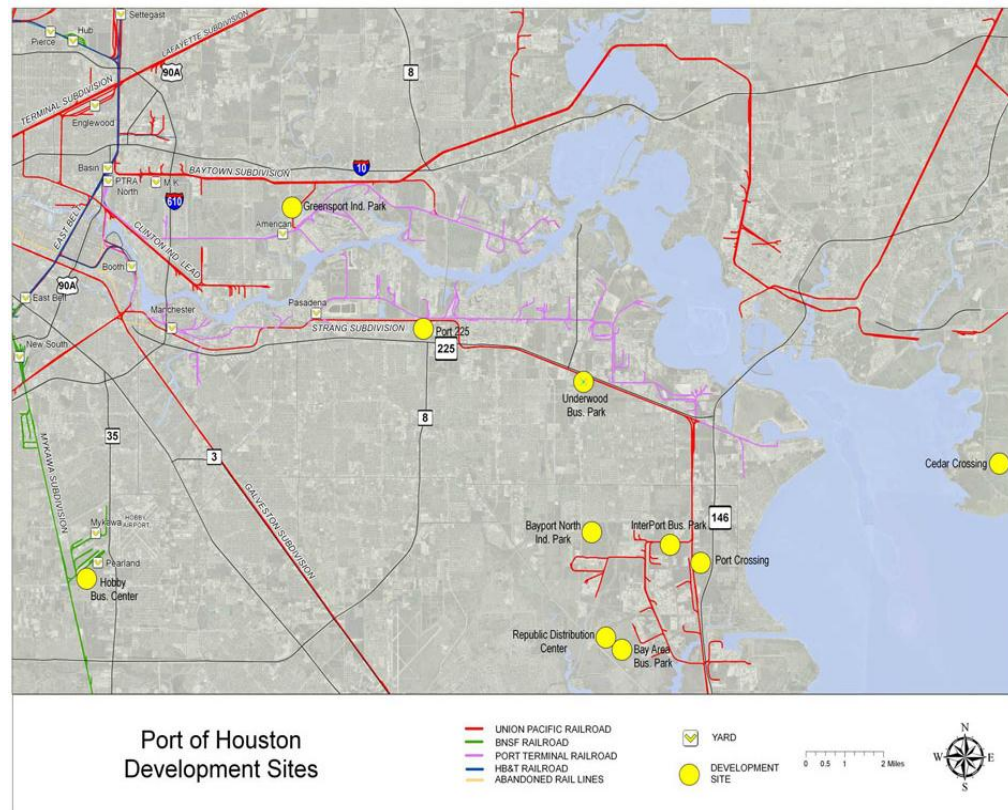 Settegast
Hub
Pierce
90A
LAFAYETTE SUBDIVISION
8
TERMINAL SUBDIVISION
Englewood
Basin
BAYTOWN SUBDIVISION
10
PTRA
North
M K
610
Greensport Ind. Park
American
EAST BELT
CLINTON IND LEAD
Booth
90A
East Belt
Manchester
Pasadena
STRANG SUBDIVISION
Port 225
225
New South
Underwood
Bus. Park
8
35
3
MYKAWA SUBDIVISION
GALVESTON SUBDIVISION
Cedar Crossing
HOBBY
AIRPORT
Mykawa
Bayport North
Ind. Park
InterPort Bus. Park
146
Port Crossing
Pearland
Hobby
Bus. Center
Republic Distribution
Center
Bay Area
Bus. Park
Port of Houston
Development Sites
UNION PACIFIC RAILROAD
BNSF RAILROAD
PORT TERMINAL RAILROAD
HB&T RAILROAD
ABANDONED RAIL LINES
YARD
DEVELOPMENT
SITE
0 0.5 1 2 Miles
N
W E
S